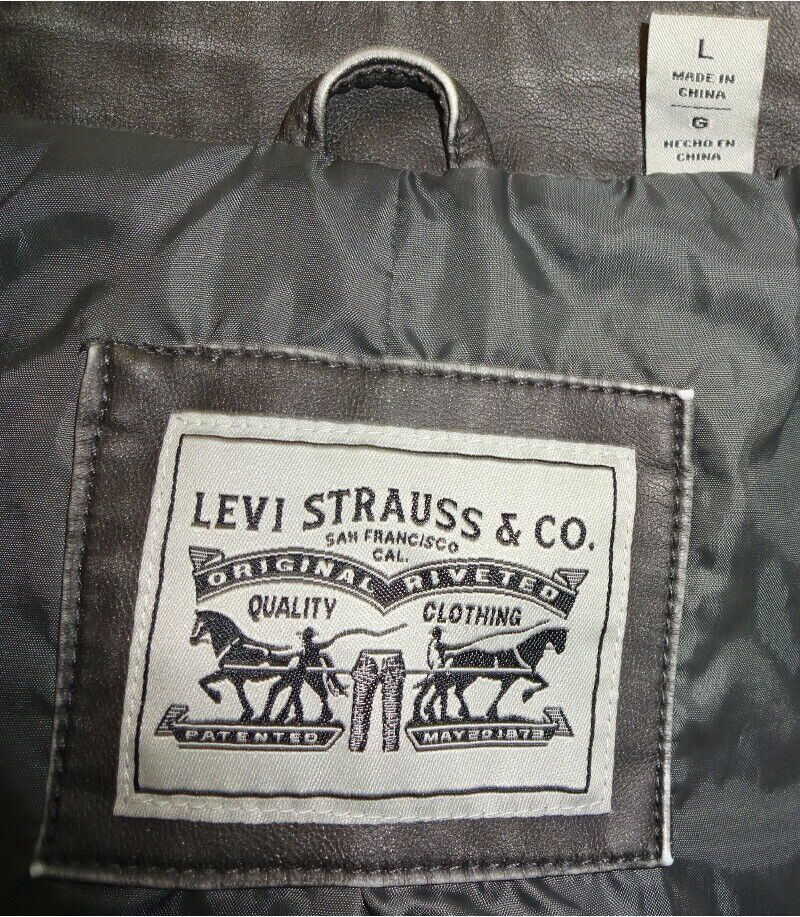 L
MADE IN
CHINA
G
HECHO EN
CHINA
LEVI STRAUSS & CO.
SAN FRANCISCO
CAL.
ORIGINAL RIVETED
QUALITY CLOTHING
PATENTED MAY 20 1873